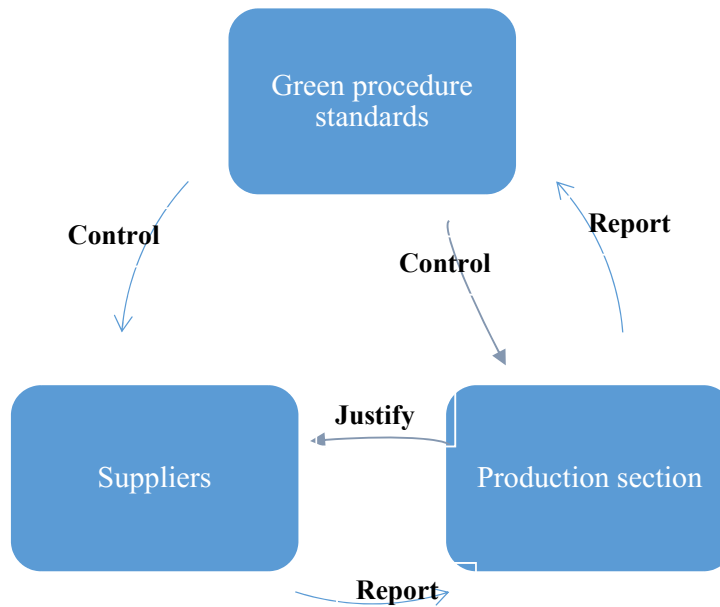 Green procedure
standards
Control
Report
Control
Justify
Suppliers
Production section
Report